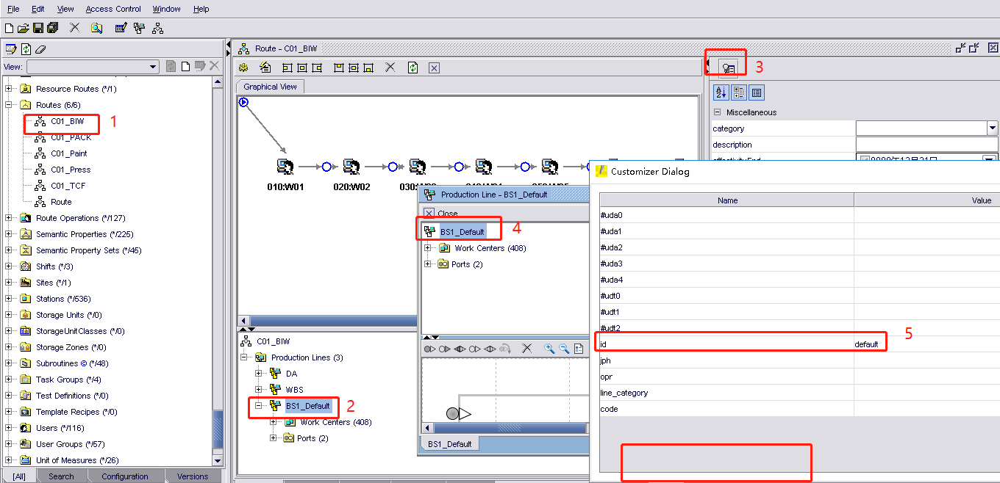 File Edit View Access Control Window Help
View:
Resource Routes (*/1)
Routes (6/6)
C01_BIW
1
C01_PACK
C01_Paint
C01_Press
C01_TCF
Route
Route Operations (*/127)
Semantic Properties (*/225)
Semantic Property Sets (*/45)
Shifts (*/3)
Sites (*/1)
Stations (*/536)
Storage Units (*/0)
StorageUnitClasses (*/0)
Storage Zones (*/0)
Subroutines © (*/48)
Task Groups (*/4)
Test Definitions (*/0)
Template Recipes (*/0)
Users (*/116)
User Groups (*/57)
Unit of Measures (*/26)
[All] Search Configuration Versions
Route - C01_BIW
Graphical View
010:W01 020:W02
C01_BIW
Production Lines (3)
DA
WBS
BS1_Default
2
Work Centers (408)
Ports (2)
3
Miscellaneous
category
description
Production Line - BS1_Default
Close
BS1_Default
4
Work Centers (408)
Ports (2)
BS1_Default
Customizer Dialog
Name Value
#uda0
#uda1
#uda2
#uda3
#uda4
#udt0
#udt1
#udt2
5
id default
jph
opr
line_category
code